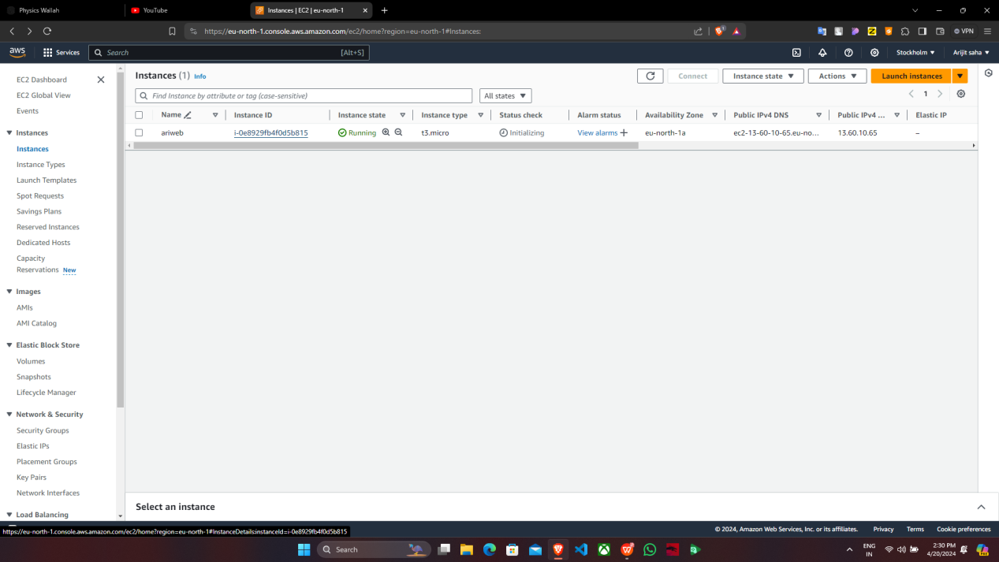 Physics Wallah
YouTube
Instances | EC2 | eu-north-1
https://eu-north-1.console.aws.amazon.com/ec2/home?region=eu-north-1#Instances:
1
VPN
aws
Services
Search
[Alt+S]
Stockholm
Arijit saha
EC2 Dashboard
EC2 Global View
Events
Instances
Instances
Instance Types
Launch Templates
Spot Requests
Savings Plans
Reserved Instances
Dedicated Hosts
Capacity
Reservations New
Images
AMIs
AMI Catalog
Elastic Block Store
Volumes
Snapshots
Lifecycle Manager
Network & Security
Security Groups
Elastic IPs
Placement Groups
Key Pairs
Network Interfaces
Load Balancing
Instances (1) Info
Connect
Instance state
Actions
Launch instances
Find Instance by attribute or tag (case-sensitive)
All states
1
Name Instance ID Instance state Instance type Status check Alarm status Availability Zone Public IPv4 DNS Public IPv4 ... Elastic IP
ariweb i-0e8929fb4f0d5b815 Running t3.micro Initializing View alarms eu-north-1a ec2-13-60-10-65.eu-no... 13.60.10.65 –
Select an instance
https://eu-north-1.console.aws.amazon.com/ec2/home?region=eu-north-1#InstanceDetails:instanceId=i-0e8929fb4f0d5b815
© 2024, Amazon Web Services, Inc. or its affiliates. Privacy Terms Cookie preferences
Search
ENG
IN
2:30 PM
4/20/2024